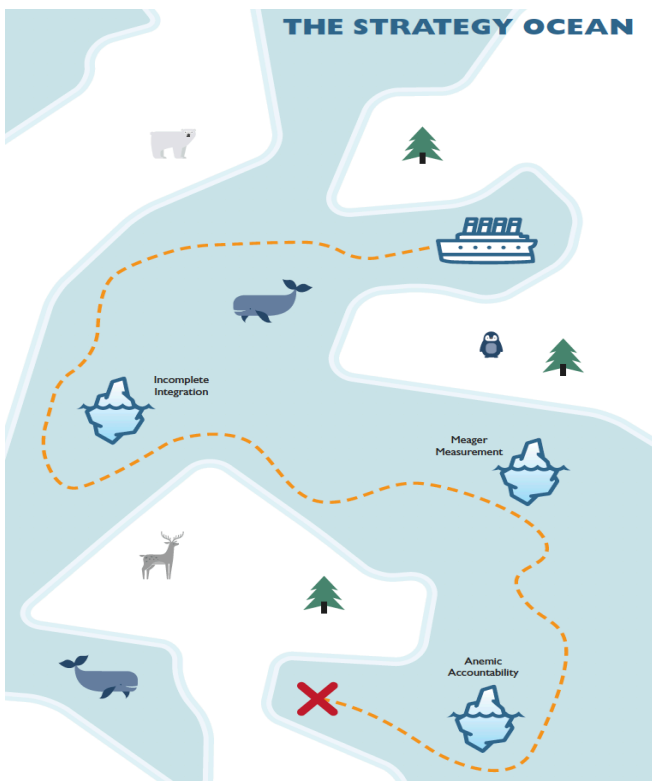 THE STRATEGY OCEAN
Incomplete
Integration
Meager
Measurement
Anemic
Accountability